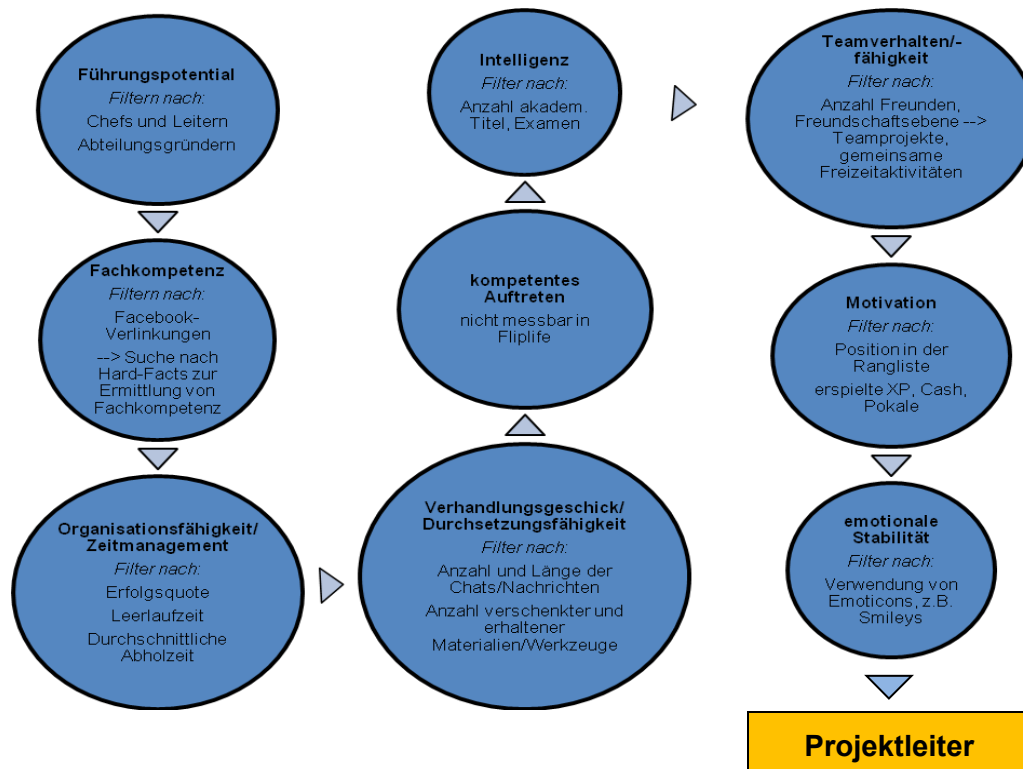 Führungspotential
Filtern nach:
Chefs und Leitern
Abteilungsgründern
Fachkompetenz
Filtern nach:
Facebook-
Verlinkungen
--> Suche nach
Hard-Facts zur
Ermittlung von
Fachkompetenz
Organisationsfähigkeit/
Zeitmanagement
Filter nach:
Erfolgsquote
Leerlaufzeit
Durchschnittliche
Abholzeit
Verhandlungsgeschick/
Durchsetzungsfähigkeit
Filter nach:
Anzahl und Länge der
Chats/Nachrichten
Anzahl verschenkter und
erhaltener
Materialien/Werkzeuge
kompetentes
Auftreten
nicht messbar in
Fliplife
Intelligenz
Filter nach:
Anzahl akadem.
Titel, Examen
Teamverhalten/-
fähigkeit
Filter nach:
Anzahl Freunden,
Freundschaftsebene -->
Teamprojekte,
gemeinsame
Freizeitaktivitäten
Motivation
Filter nach:
Position in der
Rangliste
erspielte XP, Cash,
Pokale
emotionale
Stabilität
Filter nach:
Verwendung von
Emoticons, z.B.
Smileys
Projektleiter